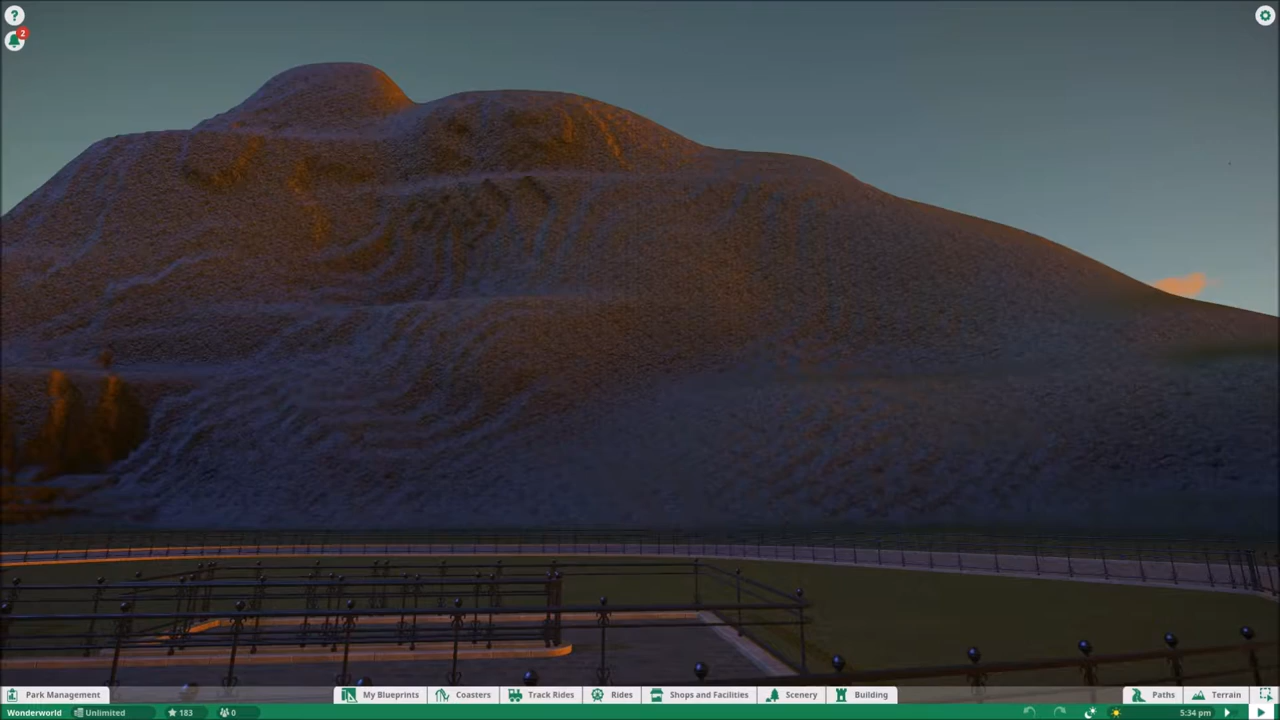 ?
2
Park Management
My Blueprints
Coasters
Track Rides
Rides
Shops and Facilities
Scenery
Building
Paths
Terrain
Wonderworld
Unlimited
183
0
5:34 pm